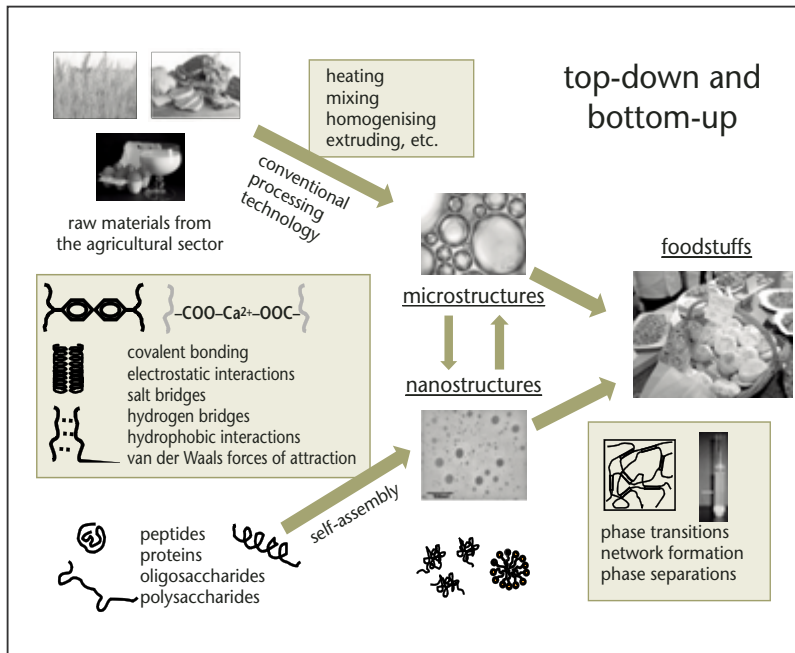 top-down and
bottom-up
heating
mixing
homogenising
extruding, etc.
conventional
processing
technology
raw materials from
the agricultural sector
foodstuffs
microstructures
nanostructures
–COO–Ca²⁺–OOC–
covalent bonding
electrostatic interactions
salt bridges
hydrogen bridges
hydrophobic interactions
van der Waals forces of attraction
self-assembly
peptides
proteins
oligosaccharides
polysaccharides
phase transitions
network formation
phase separations